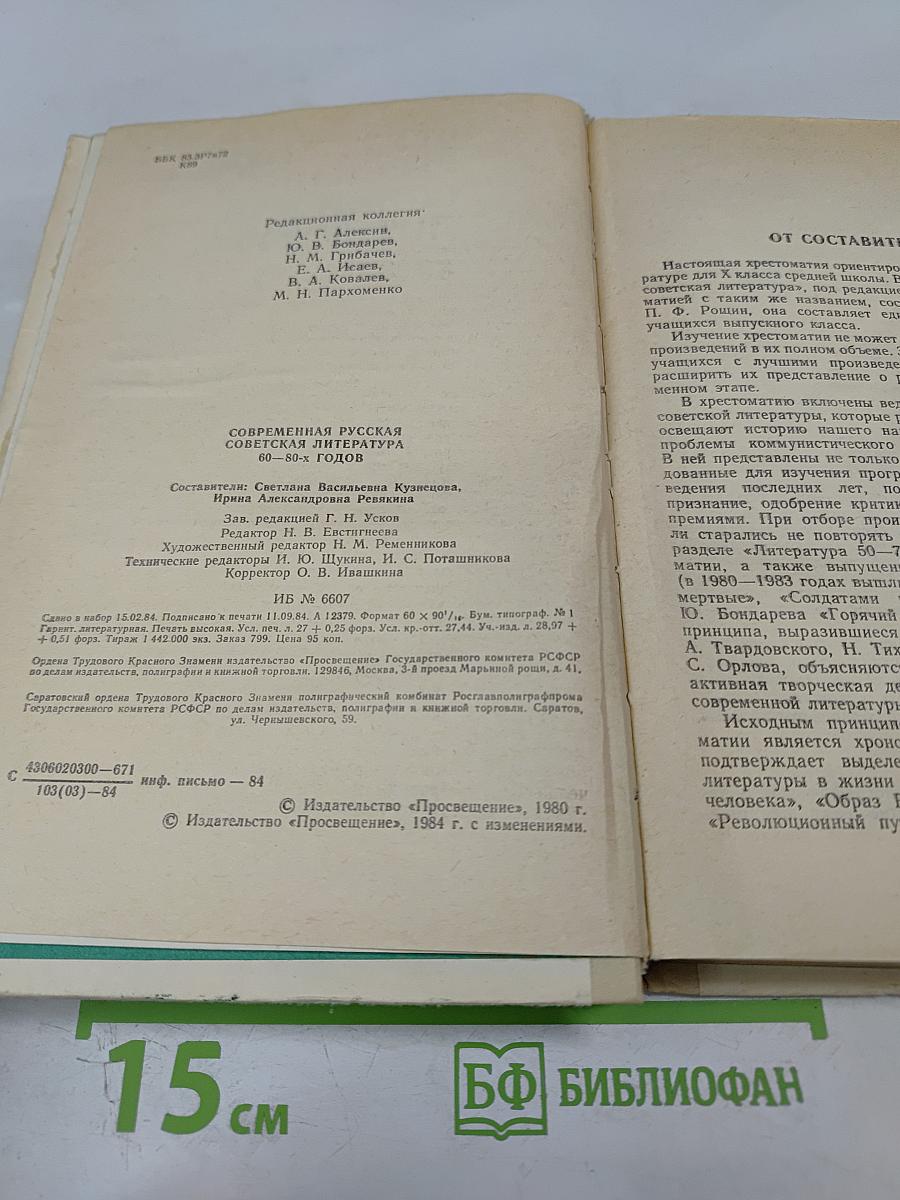 ББК 83.3Р7я72
К89
Редакционная коллегия:
А. Г. Алексин,
Ю. В. Бондарев,
Н. М. Грибачев,
Е. А. Исаев,
В. А. Ковалев,
М. Н. Пархоменко
СОВРЕМЕННАЯ РУССКАЯ
СОВЕТСКАЯ ЛИТЕРАТУРА
60—80-х ГОДОВ
Составители: Светлана Васильевна Кузнецова,
Ирина Александровна Ревякина
Зав. редакцией Г. Н. Усков
Редактор Н. В. Евстигнеева
Художественный редактор Н. М. Ременникова
Технические редакторы И. Ю. Щукина, И. С. Поташникова
Корректор О. В. Ивашкина
ИБ № 6607
Сдано в набор 15.02.84. Подписано к печати 11.09.84. А 12379. Формат 60 × 90¹/₁₆. Бум. типограф. № 1
Гарнит. литературная. Печать высокая. Усл. печ. л. 27 + 0,25 форз. Усл. кр.-отт. 27,44. Уч.-изд. л. 28,97 +
+ 0,51 форз. Тираж 1 442.000 экз. Заказ 799. Цена 95 коп.
Ордена Трудового Красного Знамени издательство «Просвещение» Государственного комитета РСФСР
по делам издательств, полиграфии и книжной торговли. 129846, Москва, 3-й проезд Марьиной рощи, д. 41.
Саратовский ордена Трудового Красного Знамени полиграфический комбинат Росглавполиграфпрома
Государственного комитета РСФСР по делам издательств, полиграфии и книжной торговли. Саратов,
ул. Чернышевского, 59.
С 4306020300—671
103(03)—84 инф. письмо — 84
© Издательство «Просвещение», 1980 г.
© Издательство «Просвещение», 1984 г. с изменениями.
ОТ СОСТАВИТЕ
Настоящая хрестоматия ориентиро
ратуре для X класса средней школы. В
советская литература», под редакцие
матией с таким же названием, сос
П. Ф. Рощин, она составляет еди
учащихся выпускного класса.
Изучение хрестоматии не может
произведений в их полном объеме. З
учащихся с лучшими произведе
расширить их представление о р
менном этапе.
В хрестоматию включены вед
советской литературы, которые р
освещают историю нашего на
проблемы коммунистического
В ней представлены не только
дованные для изучения прогр
ведения последних лет, по
признание, одобрение критик
премиями. При отборе прои
ли старались не повторять
разделе «Литература 50—7
матии, а также выпущен
(в 1980—1983 годах вышл
мертвые», «Солдатами
Ю. Бондарева «Горячий
принципа, выразившиеся
А. Твардовского, Н. Тих
С. Орлова, объясняютс
активная творческая де
современной литературы
Исходным принцип
матии является хроно
подтверждает выделе
литературы в жизни
человека», «Образ В
«Революционный пу
15 см
БФ БИБЛИОФАН